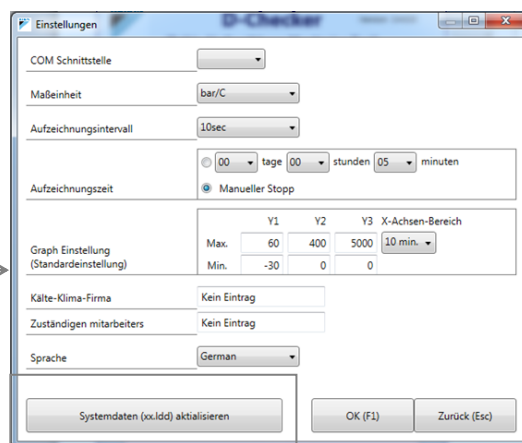 D-Checker
Einstellungen
COM Schnittstelle
Maßeinheit bar/C
Aufzeichnungsintervall 10sec
00 tage 00 stunden 05 minuten
Aufzeichnungszeit Manueller Stopp
Y1 Y2 Y3 X-Achsen-Bereich
Max. 60 400 5000 10 min.
Graph Einstellung
(Standardeinstellung) Min. -30 0 0
Kälte-Klima-Firma Kein Eintrag
Zuständigen mitarbeiters Kein Eintrag
Sprache German
Systemdaten (xx.ldd) aktialisieren OK (F1) Zurück (Esc)